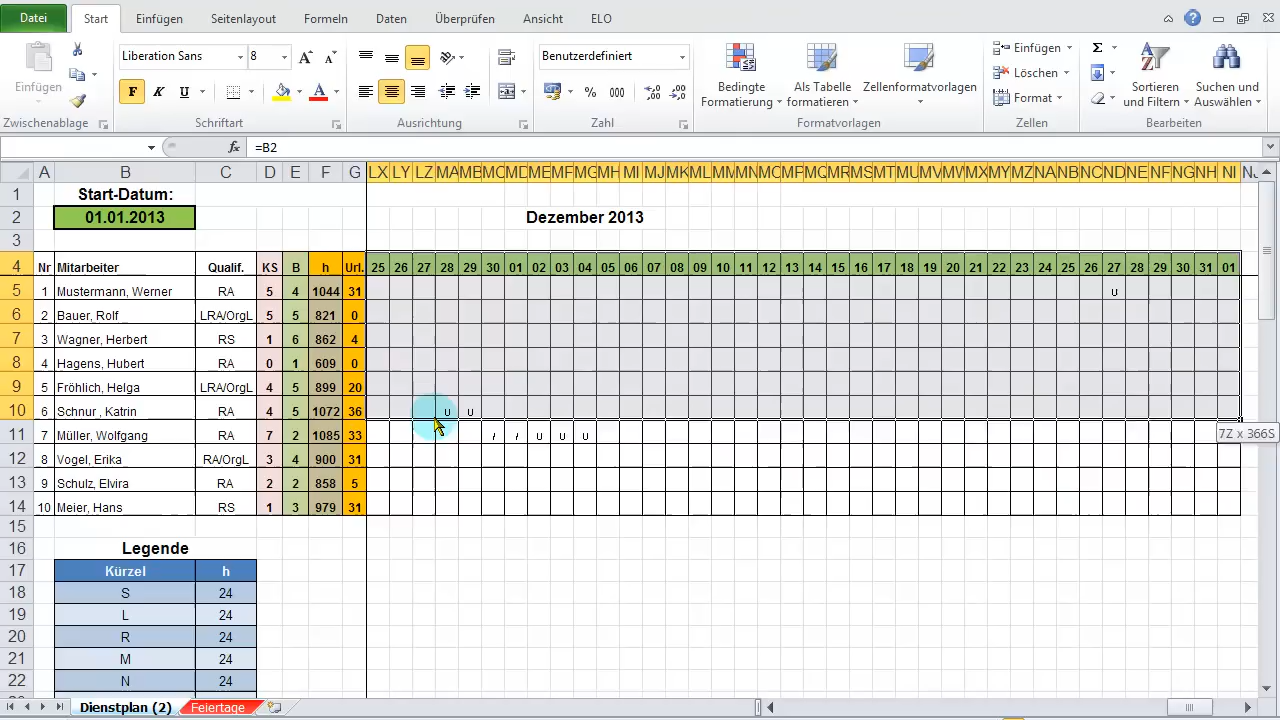 Datei Start Einfügen Seitenlayout Formeln Daten Überprüfen Ansicht ELO
Einfügen
Zwischenablage
Liberation Sans 8
F K U A
Schriftart
Ausrichtung
Benutzerdefiniert
% 000
Zahl
Bedingte Formatierung
Als Tabelle formatieren
Zellenformatvorlagen
Formatvorlagen
Einfügen
Löschen
Format
Zellen
Sortieren und Filtern
Suchen und Auswählen
Bearbeiten
fx =B2
A B C D E F G LX LY LZ MA MB MC MD ME MF MG MH MI MJ MK ML MM MN MO MP MQ MR MS MT MU MV MW MX MY MZ NA NB NC ND NE NF NG NH NI NJ
1 Start-Datum:
2 01.01.2013 Dezember 2013
3
4 Nr Mitarbeiter Qualif. KS B h Url. 25 26 27 28 29 30 01 02 03 04 05 06 07 08 09 10 11 12 13 14 15 16 17 18 19 20 21 22 23 24 25 26 27 28 29 30 31 01
5 1 Mustermann, Werner RA 5 4 1044 31 U
6 2 Bauer, Rolf LRA/OrgL 5 5 821 0
7 3 Wagner, Herbert RS 1 6 862 4
8 4 Hagens, Hubert RA 0 1 609 0
9 5 Fröhlich, Helga LRA/OrgL 4 5 899 20
10 6 Schnur , Katrin RA 4 5 1072 36 U U
11 7 Müller, Wolfgang RA 7 2 1085 33 / / U U U 7Z x 366S
12 8 Vogel, Erika RA/OrgL 3 4 900 31
13 9 Schulz, Elvira RA 2 2 858 5
14 10 Meier, Hans RS 1 3 979 31
15
16 Legende
17 Kürzel h
18 S 24
19 L 24
20 R 24
21 M 24
22 N 24
Dienstplan (2) Feiertage